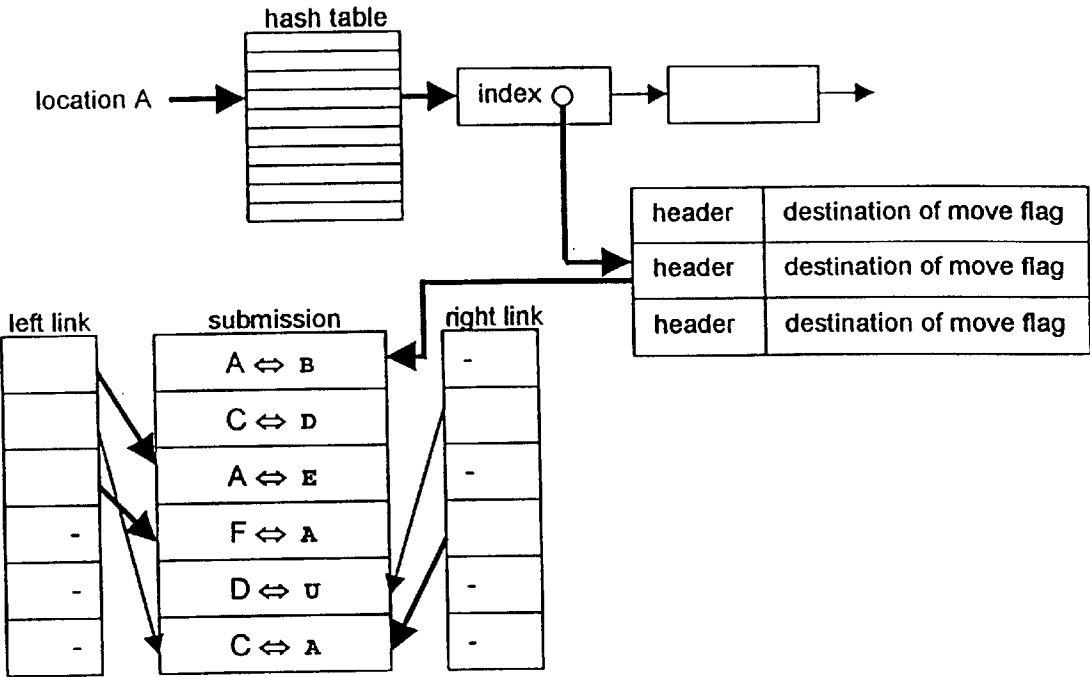 hash table
location A
index
header destination of move flag
header destination of move flag
header destination of move flag
left link submission right link
A ⇔ B -
C ⇔ D
A ⇔ E -
- F ⇔ A
- D ⇔ U -
- C ⇔ A -